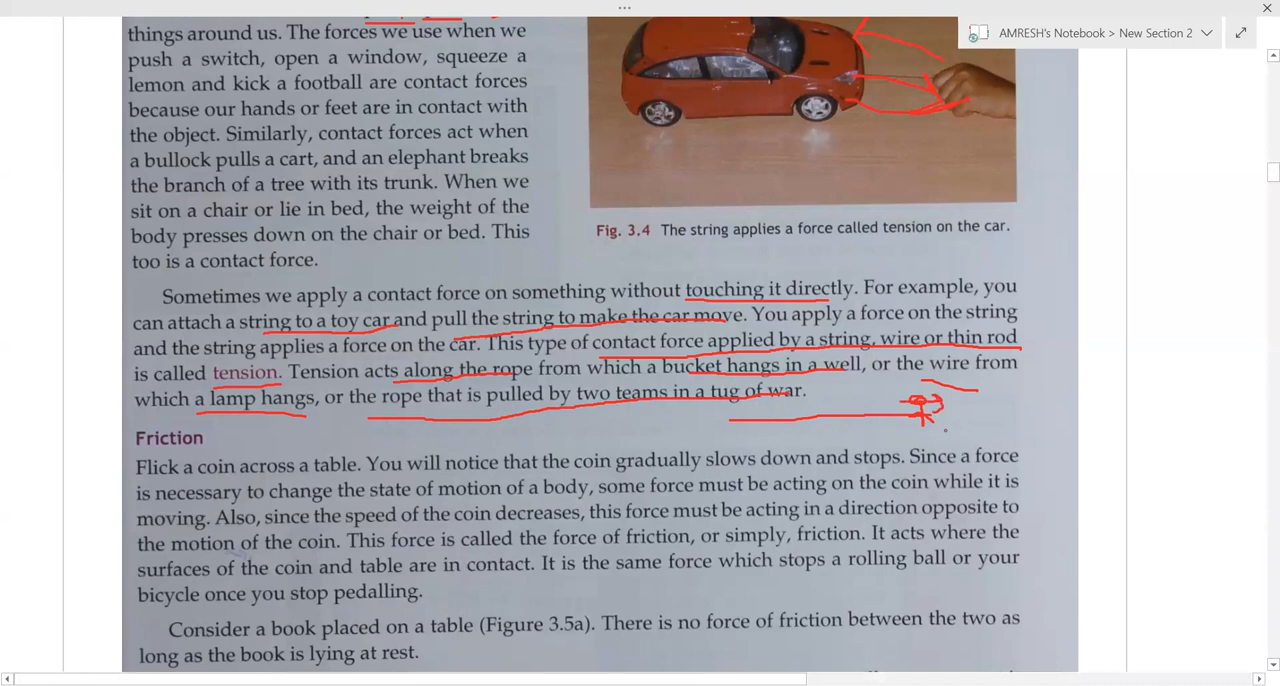 AMRESH's Notebook > New Section 2
things around us. The forces we use when we
push a switch, open a window, squeeze a
lemon and kick a football are contact forces
because our hands or feet are in contact with
the object. Similarly, contact forces act when
a bullock pulls a cart, and an elephant breaks
the branch of a tree with its trunk. When we
sit on a chair or lie in bed, the weight of the
body presses down on the chair or bed. This
too is a contact force.
Fig. 3.4 The string applies a force called tension on the car.
Sometimes we apply a contact force on something without touching it directly. For example, you
can attach a string to a toy car and pull the string to make the car move. You apply a force on the string
and the string applies a force on the car. This type of contact force applied by a string, wire or thin rod
is called tension. Tension acts along the rope from which a bucket hangs in a well, or the wire from
which a lamp hangs, or the rope that is pulled by two teams in a tug of war.
Friction
Flick a coin across a table. You will notice that the coin gradually slows down and stops. Since a force
is necessary to change the state of motion of a body, some force must be acting on the coin while it is
moving. Also, since the speed of the coin decreases, this force must be acting in a direction opposite to
the motion of the coin. This force is called the force of friction, or simply, friction. It acts where the
surfaces of the coin and table are in contact. It is the same force which stops a rolling ball or your
bicycle once you stop pedalling.
Consider a book placed on a table (Figure 3.5a). There is no force of friction between the two as
long as the book is lying at rest.